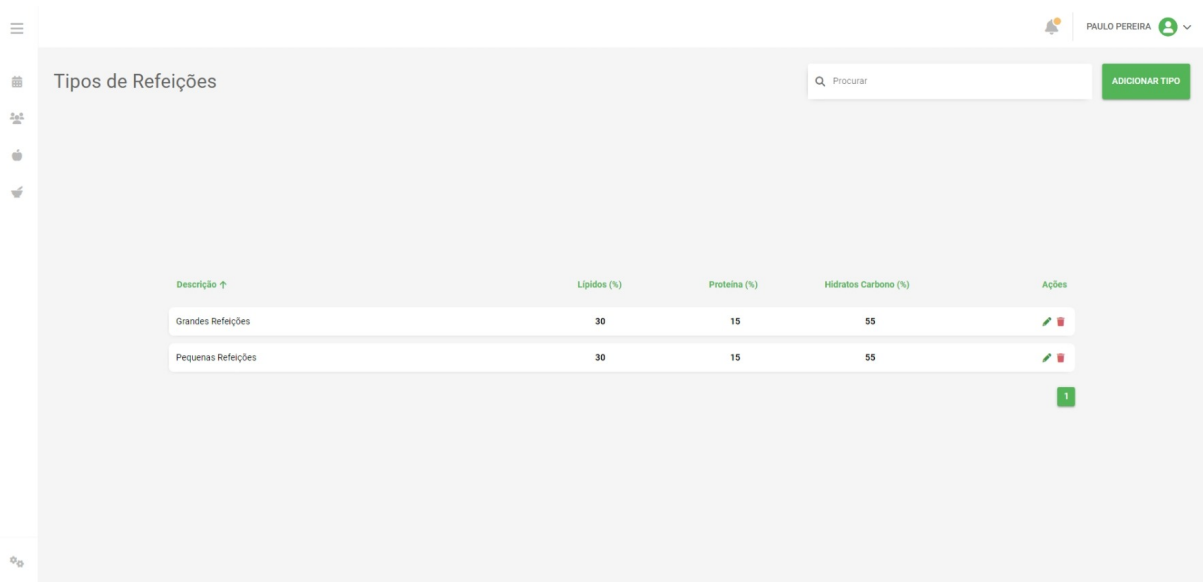 PAULO PEREIRA
Tipos de Refeições
Procurar
ADICIONAR TIPO
Descrição ↑ Lípidos (%) Proteína (%) Hidratos Carbono (%) Ações
Grandes Refeições 30 15 55
Pequenas Refeições 30 15 55
1